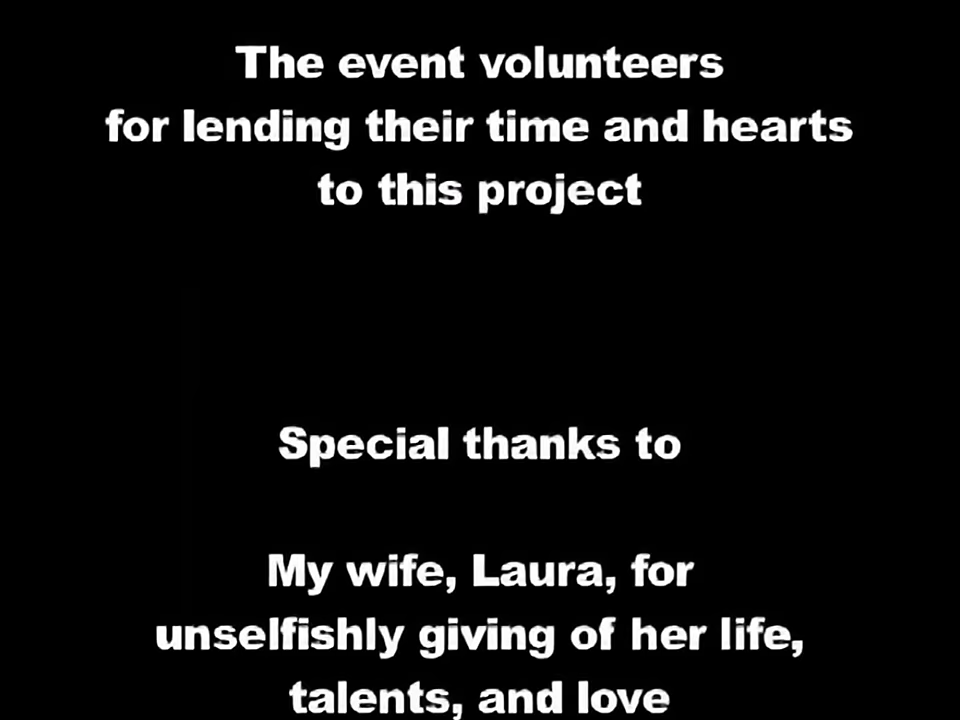 The event volunteers
for lending their time and hearts
to this project
Special thanks to
My wife, Laura, for
unselfishly giving of her life,
talents, and love